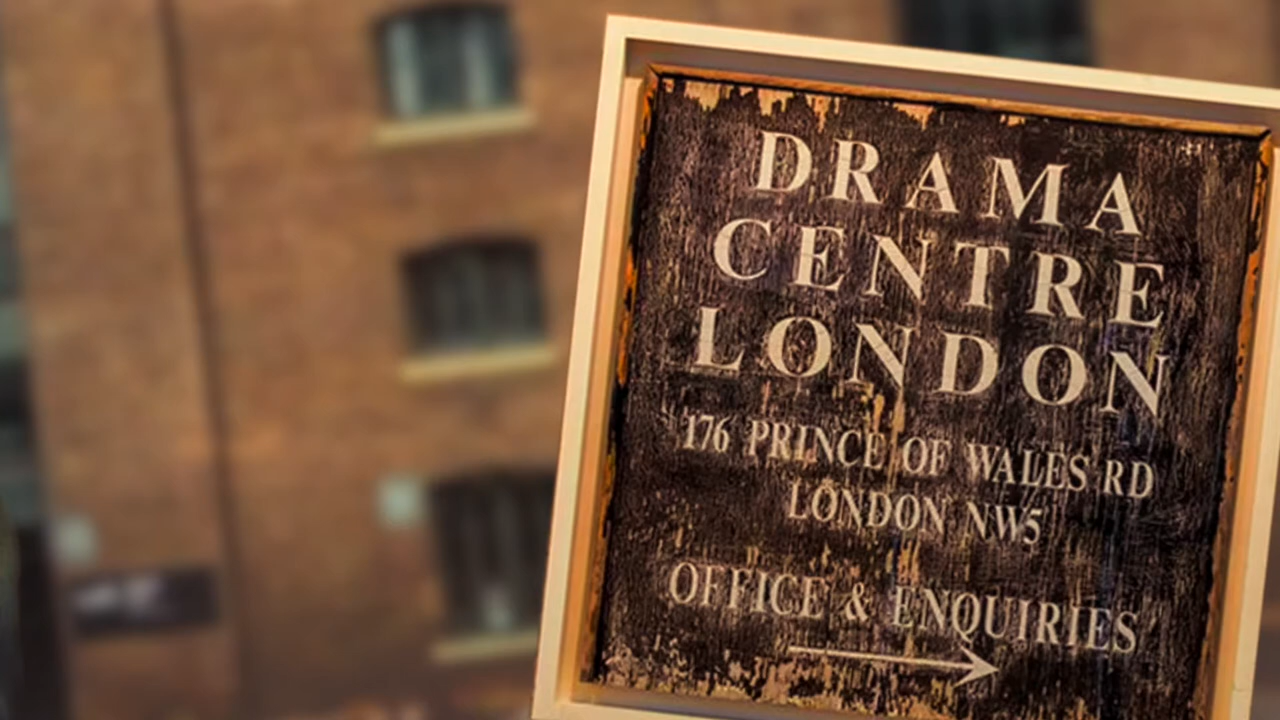 DRAMA
CENTRE
LONDON
176 PRINCE OF WALES RD
LONDON NW5
OFFICE & ENQUIRIES